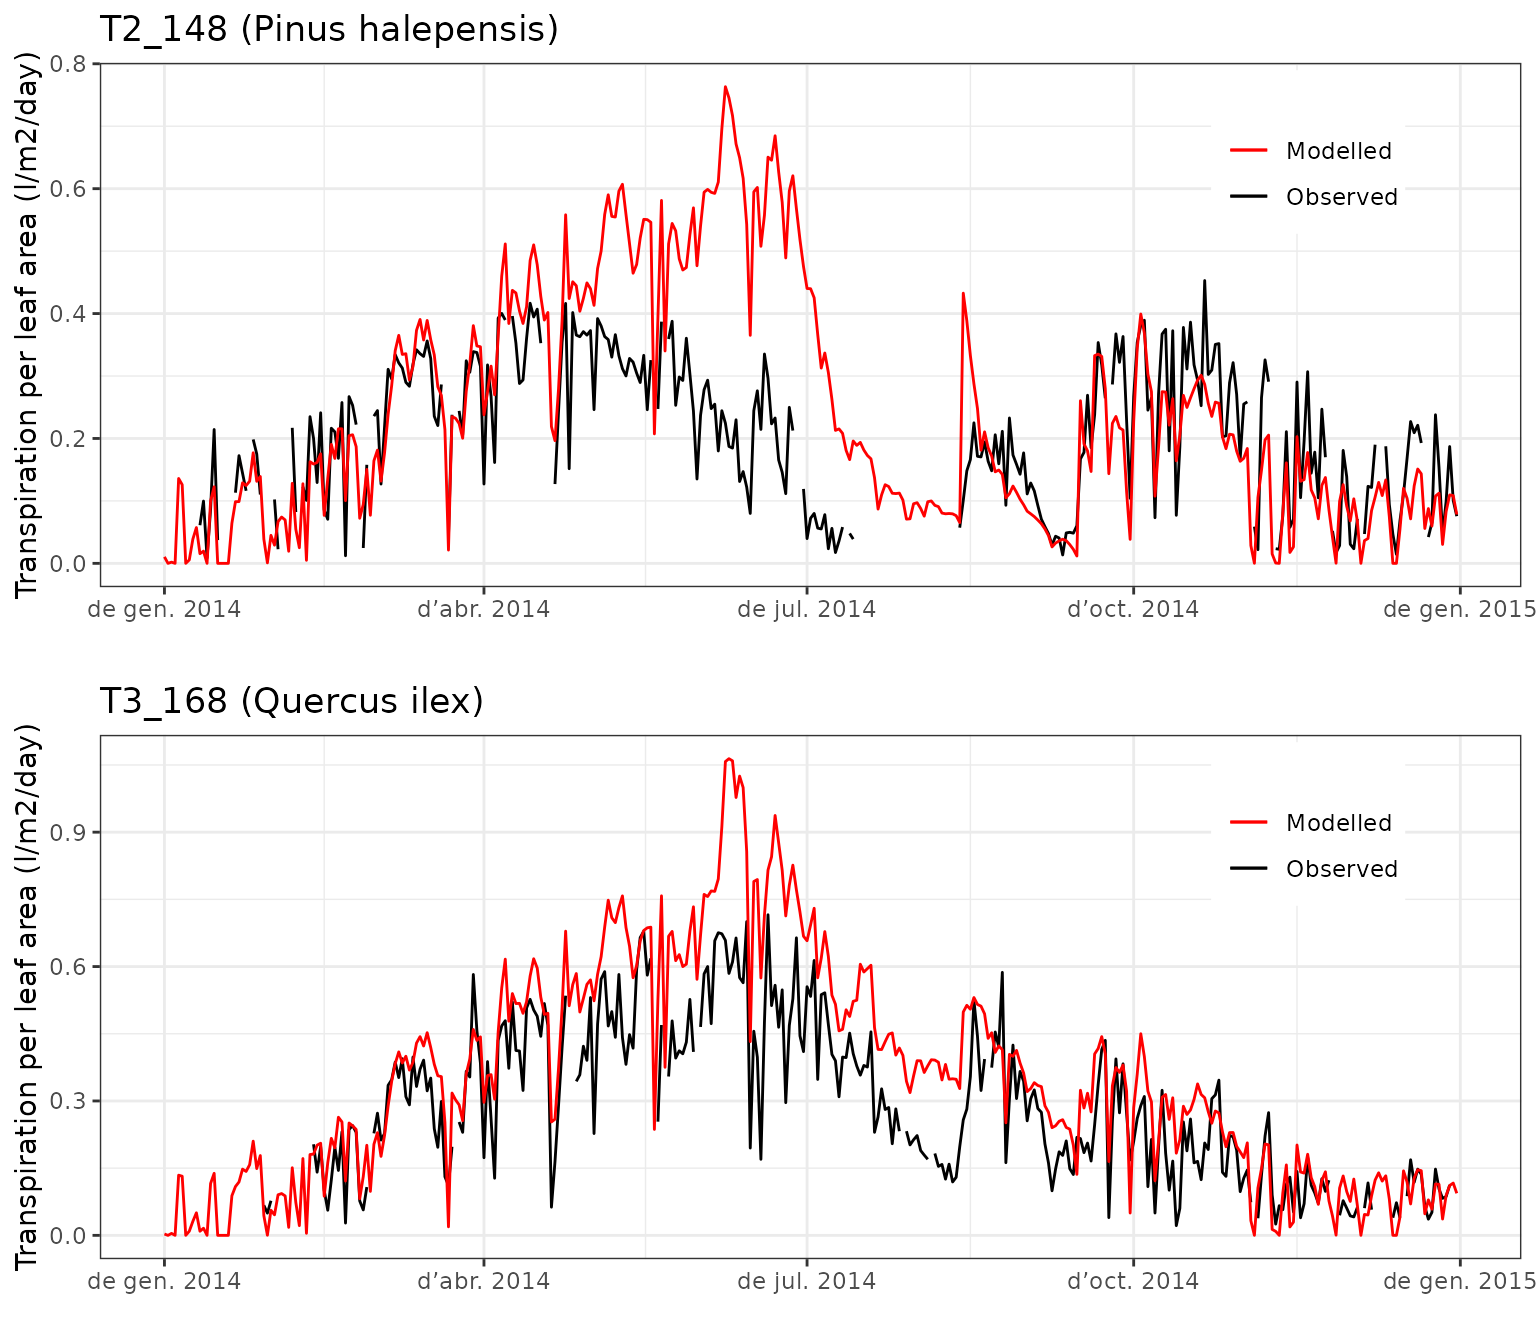 T2_148 (Pinus halepensis)
Transpiration per leaf area (l/m2/day)
0.8
0.6
0.4
0.2
0.0
Modelled
Observed
de gen. 2014
d’abr. 2014
de jul. 2014
d’oct. 2014
de gen. 2015
T3_168 (Quercus ilex)
Transpiration per leaf area (l/m2/day)
0.9
0.6
0.3
0.0
Modelled
Observed
de gen. 2014
d’abr. 2014
de jul. 2014
d’oct. 2014
de gen. 2015